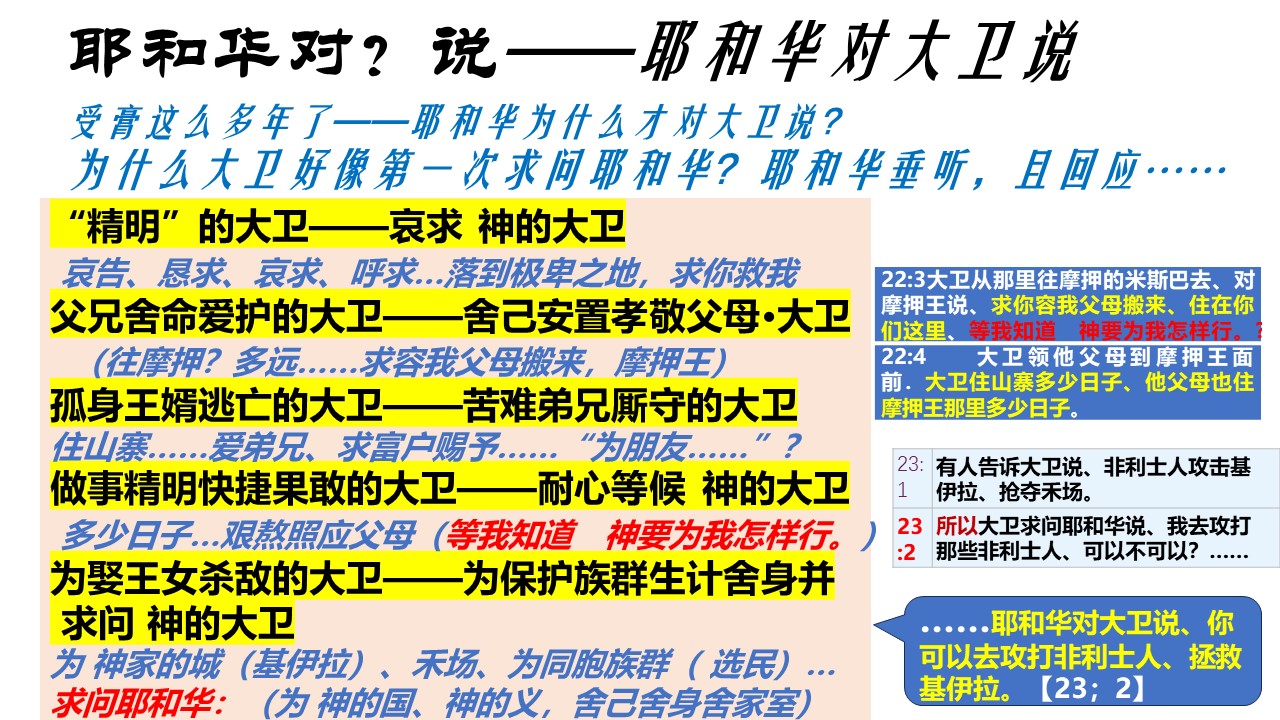 耶和华对？说——耶和华对大卫说
受膏这么多年了——耶和华为什么才对大卫说？
为什么大卫好像第一次求问耶和华？耶和华垂听，且回应……
“精明”的大卫——哀求 神的大卫
哀告、恳求、哀求、呼求…落到极卑之地，求你救我
父兄舍命爱护的大卫——舍己安置孝敬父母·大卫
（往摩押？多远……求容我父母搬来，摩押王）
孤身王婿逃亡的大卫——苦难弟兄厮守的大卫
住山寨……爱弟兄、求富户赐予……“为朋友……”？
做事精明快捷果敢的大卫——耐心等候 神的大卫
多少日子…艰熬照应父母（等我知道　神要为我怎样行。）
为娶王女杀敌的大卫——为保护族群生计舍身并
求问 神的大卫
为 神家的城（基伊拉）、禾场、为同胞族群（ 选民）…
求问耶和华：（为 神的国、神的义，舍己舍身舍家室）
22:3大卫从那里往摩押的米斯巴去、对
摩押王说、求你容我父母搬来、住在你
们这里、等我知道　神要为我怎样行。？
22:4　　大卫领他父母到摩押王面
前．大卫住山寨多少日子、他父母也住
摩押王那里多少日子。
23:
1
有人告诉大卫说、非利士人攻击基
伊拉、抢夺禾场。
23
:2
所以大卫求问耶和华说、我去攻打
那些非利士人、可以不可以？……
……耶和华对大卫说、你
可以去攻打非利士人、拯救
基伊拉。【23；2】